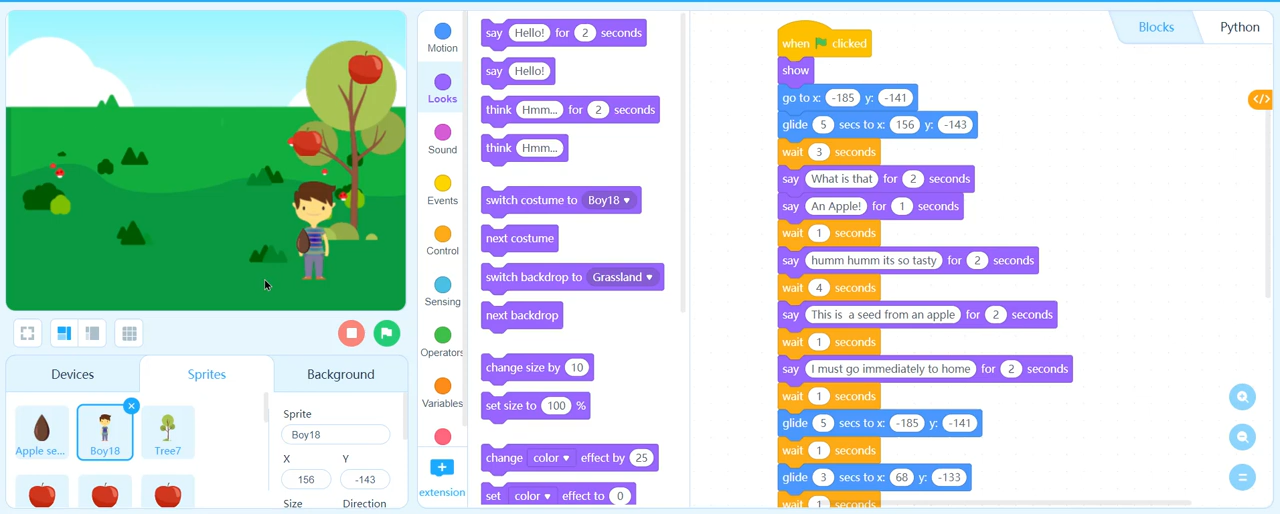 Motion
Looks
Sound
Events
Control
Sensing
Operators
Variables
extension
say Hello! for 2 seconds
say Hello!
think Hmm... for 2 seconds
think Hmm...
switch costume to Boy18
next costume
switch backdrop to Grassland
next backdrop
change size by 10
set size to 100 %
change color effect by 25
set color effect to 0
Blocks
Python
when clicked
show
go to x: -185 y: -141
glide 5 secs to x: 156 y: -143
wait 3 seconds
say What is that for 2 seconds
say An Apple! for 1 seconds
wait 1 seconds
say humm humm its so tasty for 2 seconds
wait 4 seconds
say This is a seed from an apple for 2 seconds
wait 1 seconds
say I must go immediately to home for 2 seconds
wait 1 seconds
glide 5 secs to x: -185 y: -141
wait 1 seconds
glide 3 secs to x: 68 y: -133
wait 1 seconds
</>
Devices
Sprites
Background
Apple se...
Boy18
Tree7
Sprite
Boy18
X
Y
156
-143
Size
Direction